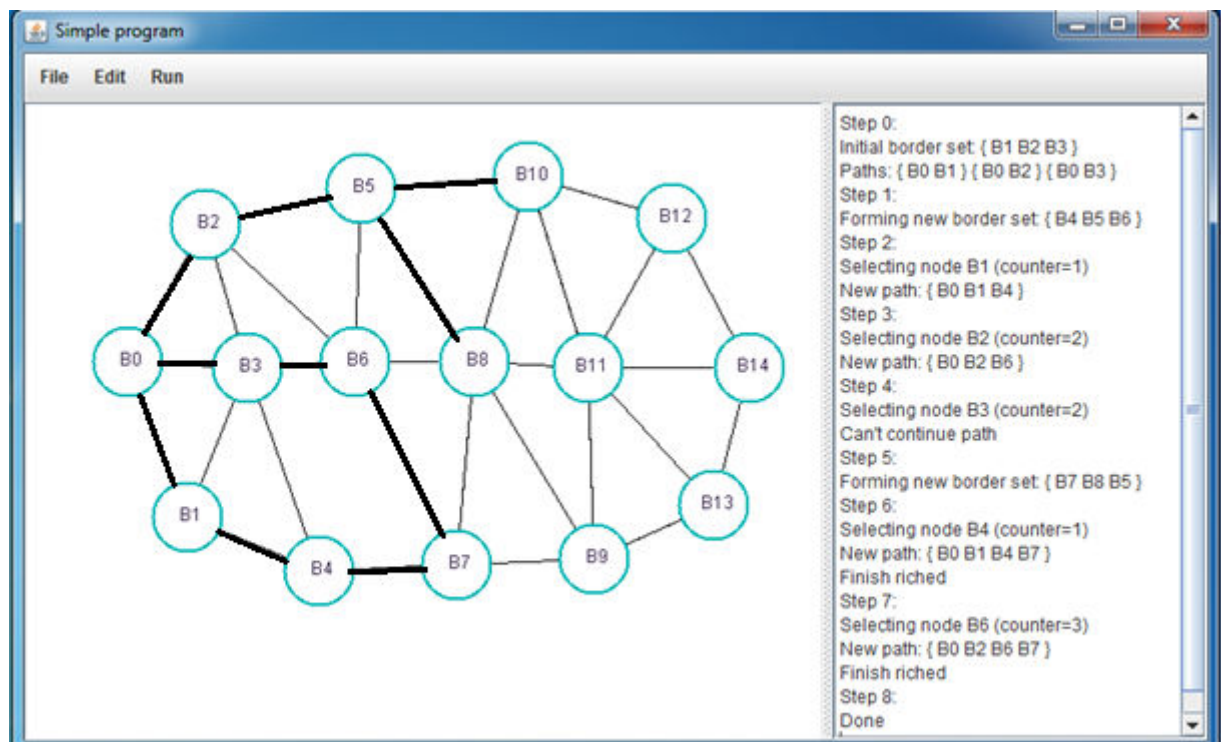 Simple program
File Edit Run
B10
B5
B12
B2
B0
B3
B6
B8
B11
B14
B1
B13
B4
B7
B9
Step 0:
Initial border set: { B1 B2 B3 }
Paths: { B0 B1 } { B0 B2 } { B0 B3 }
Step 1:
Forming new border set: { B4 B5 B6 }
Step 2:
Selecting node B1 (counter=1)
New path: { B0 B1 B4 }
Step 3:
Selecting node B2 (counter=2)
New path: { B0 B2 B6 }
Step 4:
Selecting node B3 (counter=2)
Can't continue path
Step 5:
Forming new border set: { B7 B8 B5 }
Step 6:
Selecting node B4 (counter=1)
New path: { B0 B1 B4 B7 }
Finish riched
Step 7:
Selecting node B6 (counter=3)
New path: { B0 B2 B6 B7 }
Finish riched
Step 8:
Done